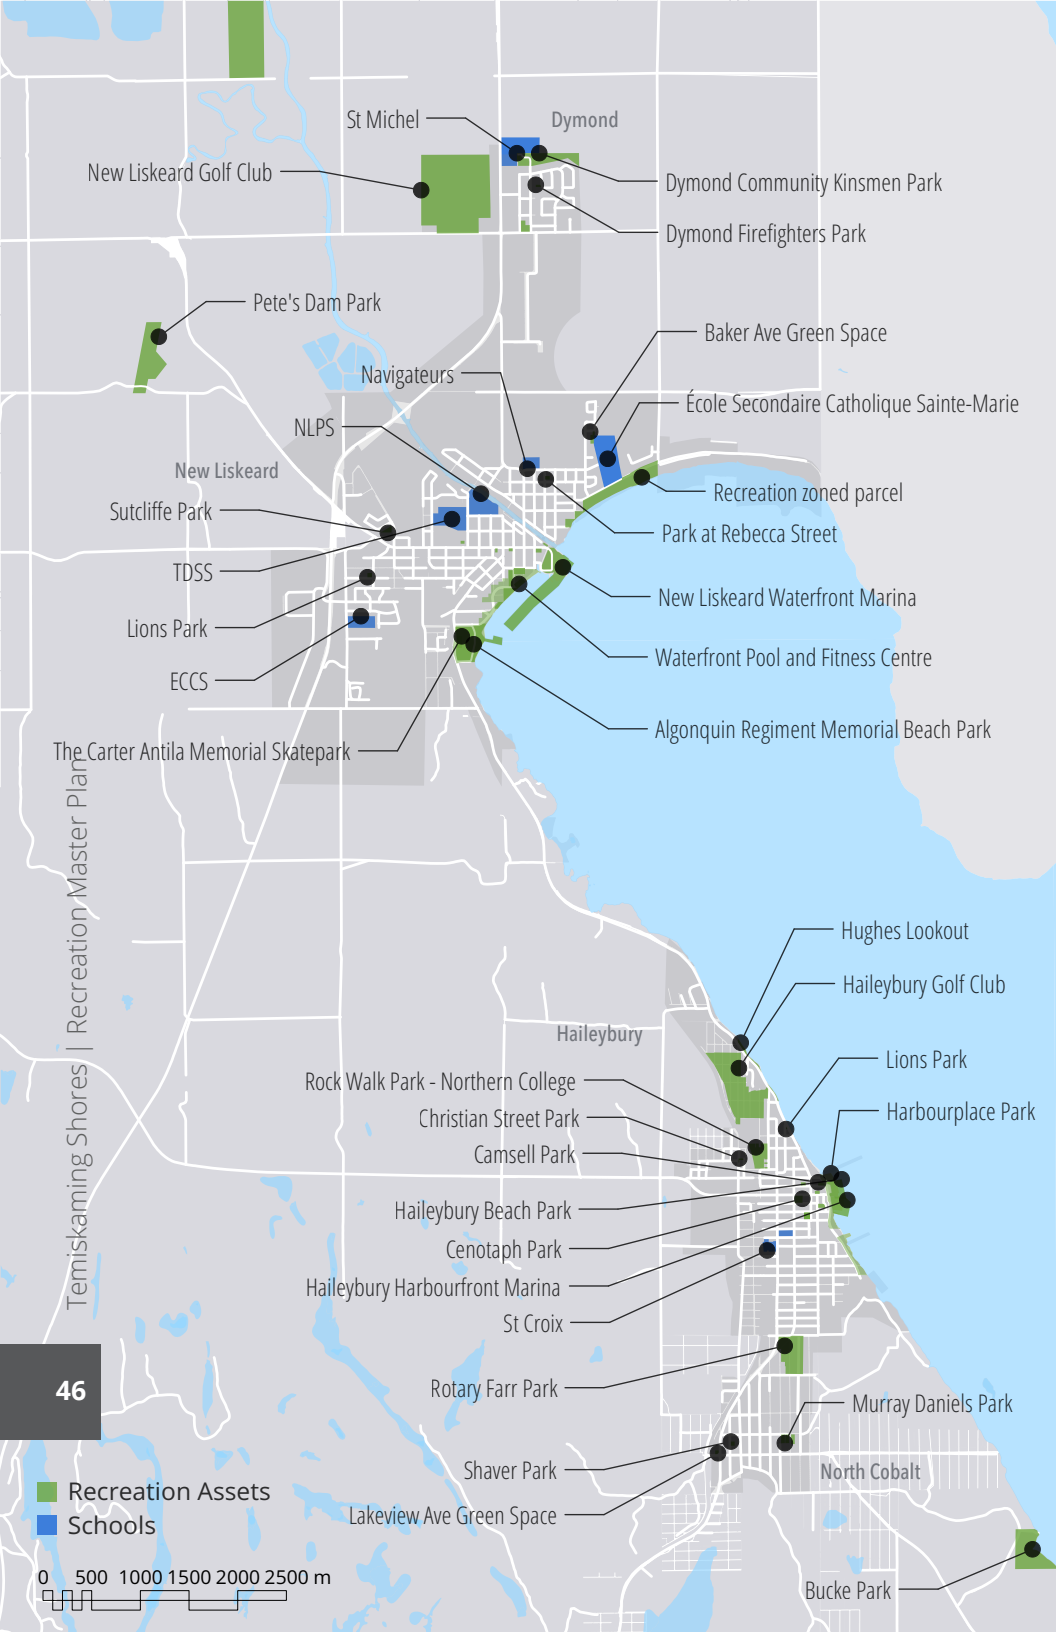 St Michel
Dymond
New Liskeard Golf Club
Dymond Community Kinsmen Park
Dymond Firefighters Park
Pete's Dam Park
Baker Ave Green Space
Navigateurs
École Secondaire Catholique Sainte-Marie
NLPS
New Liskeard
Recreation zoned parcel
Sutcliffe Park
Park at Rebecca Street
TDSS
New Liskeard Waterfront Marina
Lions Park
Waterfront Pool and Fitness Centre
ECCS
Algonquin Regiment Memorial Beach Park
The Carter Antila Memorial Skatepark
Temiskaming Shores | Recreation Master Plan
Hughes Lookout
Haileybury Golf Club
Haileybury
Lions Park
Rock Walk Park - Northern College
Harbourplace Park
Christian Street Park
Camsell Park
Haileybury Beach Park
Cenotaph Park
Haileybury Harbourfront Marina
St Croix
Rotary Farr Park
46
Murray Daniels Park
Shaver Park
North Cobalt
Lakeview Ave Green Space
Recreation Assets
Schools
0 500 1000 1500 2000 2500 m
Bucke Park